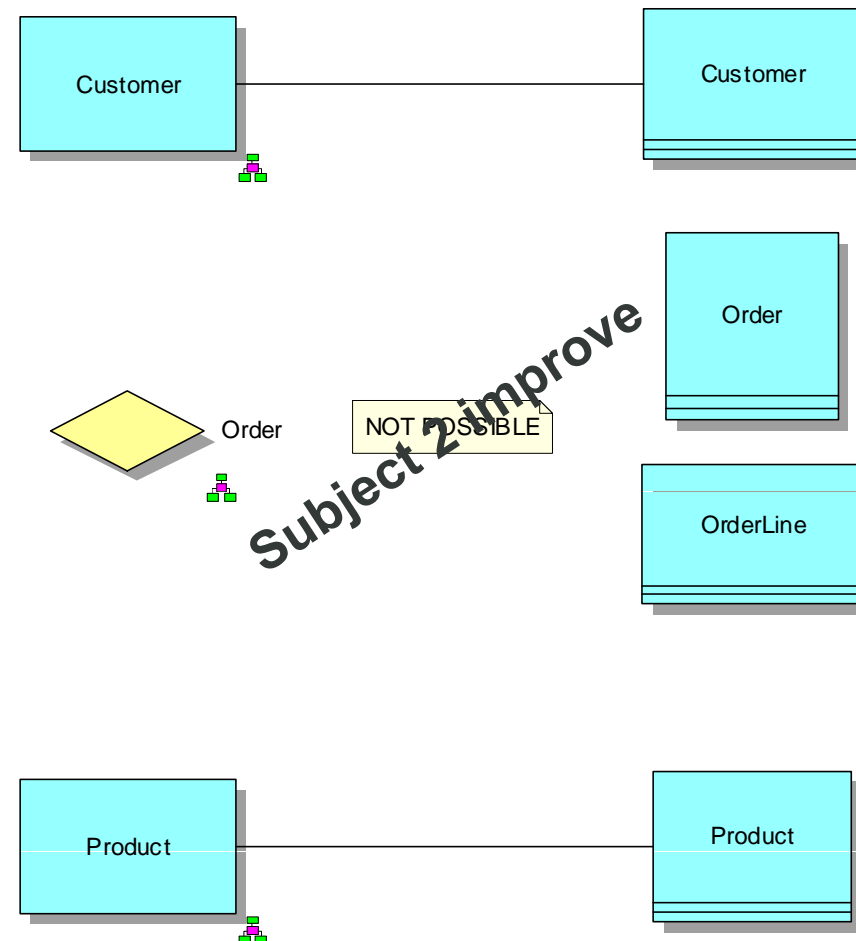 Customer
Customer
Order
Order
NOT POSSIBLE
Subject 2 improve
OrderLine
Product
Product